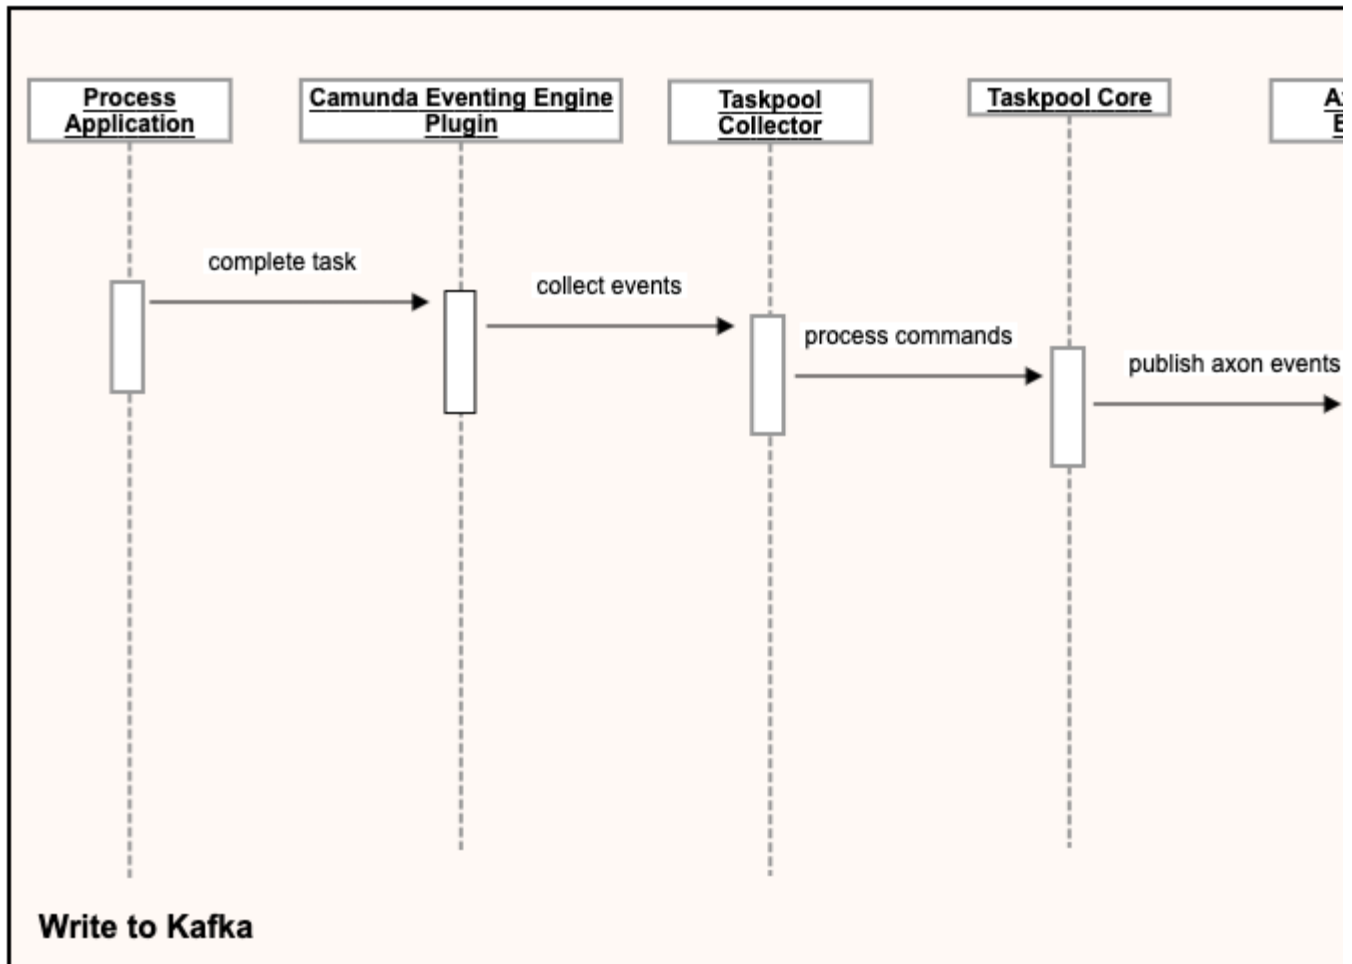 Process
Application
Camunda Eventing Engine
Plugin
Taskpool
Collector
Taskpool Core
complete task
collect events
process commands
publish axon events
Write to Kafka